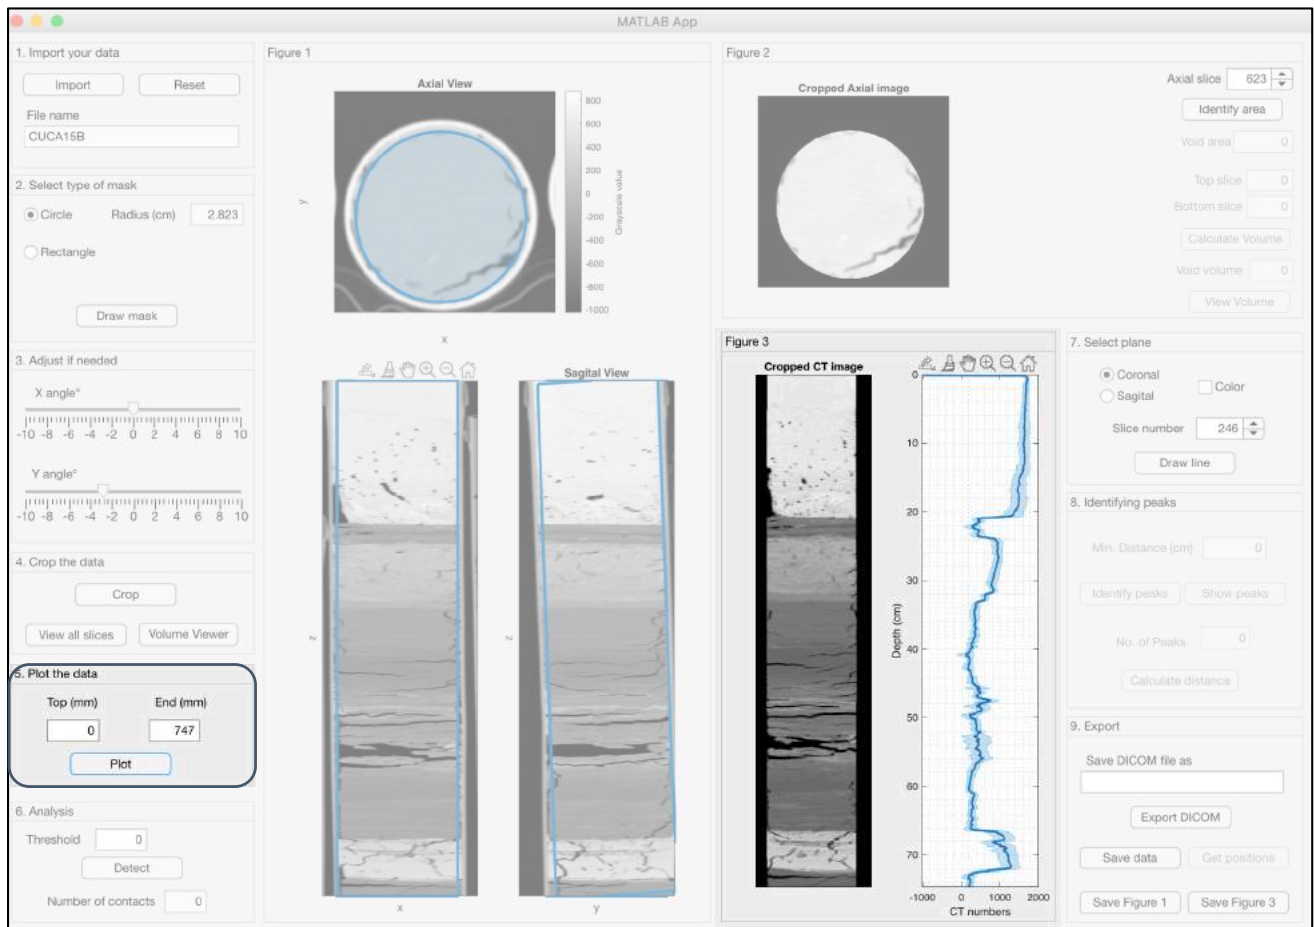 MATLAB App
1. Import your data
Import Reset
File name
CUCA15B
2. Select type of mask
Circle Radius (cm) 2.823
Rectangle
Draw mask
3. Adjust if needed
X angle°
-10 -8 -6 -4 -2 0 2 4 6 8 10
Y angle°
-10 -8 -6 -4 -2 0 2 4 6 8 10
4. Crop the data
Crop
View all slices Volume Viewer
5. Plot the data
Top (mm) End (mm)
0 747
Plot
6. Analysis
Threshold 0
Detect
Number of contacts 0
Figure 1
Axial View
y
x
800
600
400
200
0
-200
-400
-600
-800
-1000
Grayscale value
Sagital View
z
x
z
y
Figure 2
Cropped Axial image
Axial slice 623
Identify area
Void area 0
Top slice 0
Bottom slice 0
Calculate Volume
Void volume 0
View Volume
Figure 3
Cropped CT image
0
10
20
30
40
50
60
70
Depth (cm)
-1000 0 1000 2000
CT numbers
7. Select plane
Coronal
Sagital
Color
Slice number 246
Draw line
8. Identifying peaks
Min. Distance (cm) 0
Identify peaks Show peaks
No. of Peaks 0
Calculate distance
9. Export
Save DICOM file as
Export DICOM
Save data Get positions
Save Figure 1 Save Figure 3